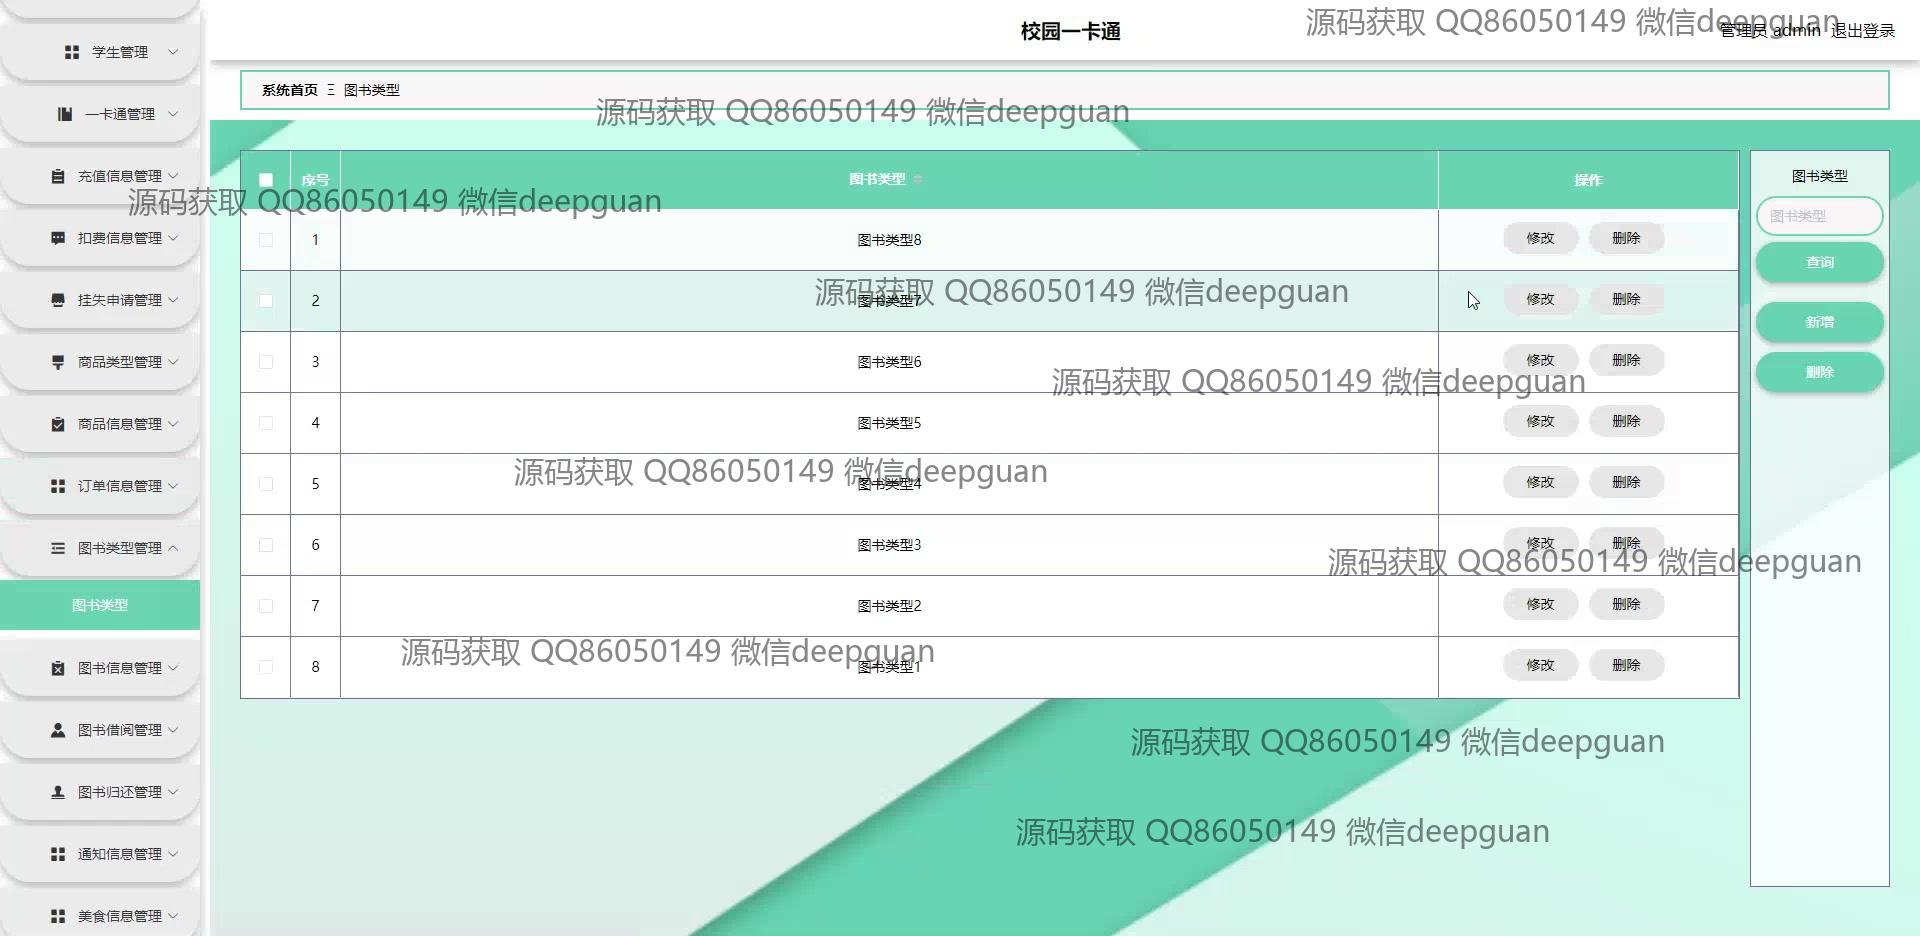 校园一卡通
源码获取 QQ86050149 微信deepguan
管理员 admin 退出登录
系统首页 Ξ 图书类型
源码获取 QQ86050149 微信deepguan
学生管理
一卡通管理
充值信息管理
扣费信息管理
挂失申请管理
商品类型管理
商品信息管理
订单信息管理
图书类型管理
图书类型
图书信息管理
图书借阅管理
图书归还管理
通知信息管理
美食信息管理
序号 图书类型 操作
源码获取 QQ86050149 微信deepguan
1 图书类型8 修改 删除
2 图书类型7 修改 删除
源码获取 QQ86050149 微信deepguan
3 图书类型6 修改 删除
源码获取 QQ86050149 微信deepguan
4 图书类型5 修改 删除
5 图书类型4 修改 删除
源码获取 QQ86050149 微信deepguan
6 图书类型3 修改 删除
源码获取 QQ86050149 微信deepguan
7 图书类型2 修改 删除
8 图书类型1 修改 删除
源码获取 QQ86050149 微信deepguan
图书类型
图书类型
查询
新增
删除
源码获取 QQ86050149 微信deepguan
源码获取 QQ86050149 微信deepguan